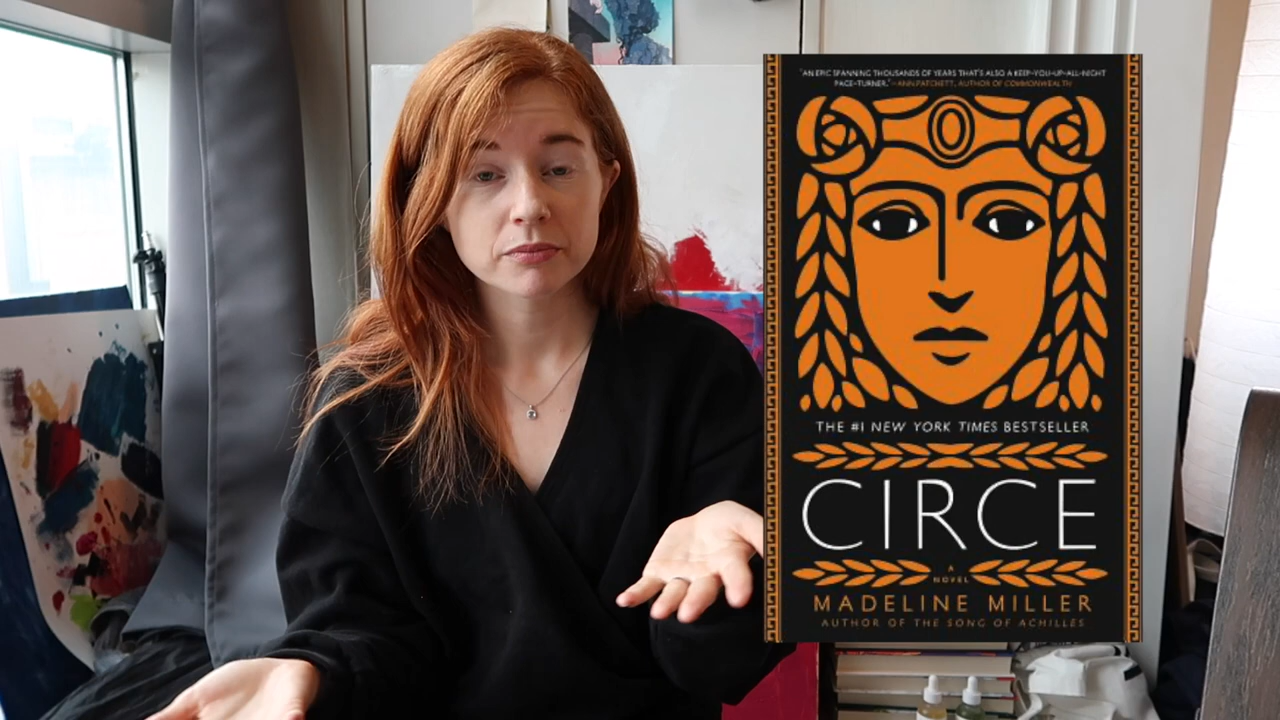 "AN EPIC SPANNING THOUSANDS OF YEARS THAT'S ALSO A KEEP-YOU-UP-ALL-NIGHT
PAGE-TURNER." —ANN PATCHETT, AUTHOR OF COMMONWEALTH
THE #1 NEW YORK TIMES BESTSELLER
CIRCE
A
NOVEL
MADELINE MILLER
AUTHOR OF THE SONG OF ACHILLES